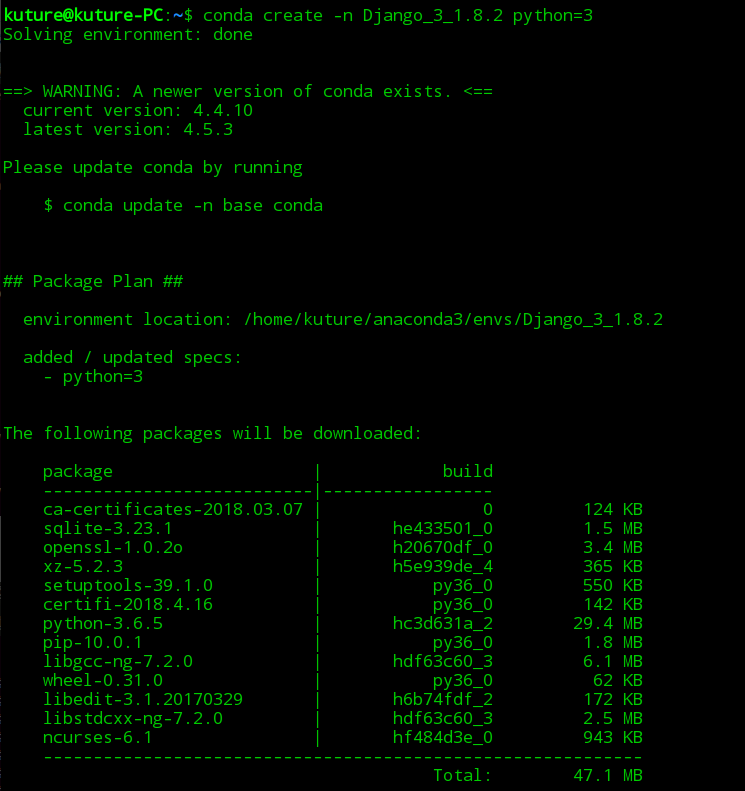 kuture@kuture-PC:~$ conda create -n Django_3_1.8.2 python=3
Solving environment: done
==> WARNING: A newer version of conda exists. <==
  current version: 4.4.10
  latest version: 4.5.3
Please update conda by running
    $ conda update -n base conda
## Package Plan ##
  environment location: /home/kuture/anaconda3/envs/Django_3_1.8.2
  added / updated specs:
    - python=3
The following packages will be downloaded:
    package                    |            build
    ---------------------------|-----------------
    ca-certificates-2018.03.07 |                0         124 KB
    sqlite-3.23.1              |       he433501_0         1.5 MB
    openssl-1.0.2o             |       h20670df_0         3.4 MB
    xz-5.2.3                   |       h5e939de_4         365 KB
    setuptools-39.1.0          |           py36_0         550 KB
    certifi-2018.4.16          |           py36_0         142 KB
    python-3.6.5               |       hc3d631a_2        29.4 MB
    pip-10.0.1                 |           py36_0         1.8 MB
    libgcc-ng-7.2.0            |       hdf63c60_3         6.1 MB
    wheel-0.31.0               |           py36_0          62 KB
    libedit-3.1.20170329       |       h6b74fdf_2         172 KB
    libstdcxx-ng-7.2.0         |       hdf63c60_3         2.5 MB
    ncurses-6.1                |       hf484d3e_0         943 KB
    ------------------------------------------------------------
                                           Total:        47.1 MB